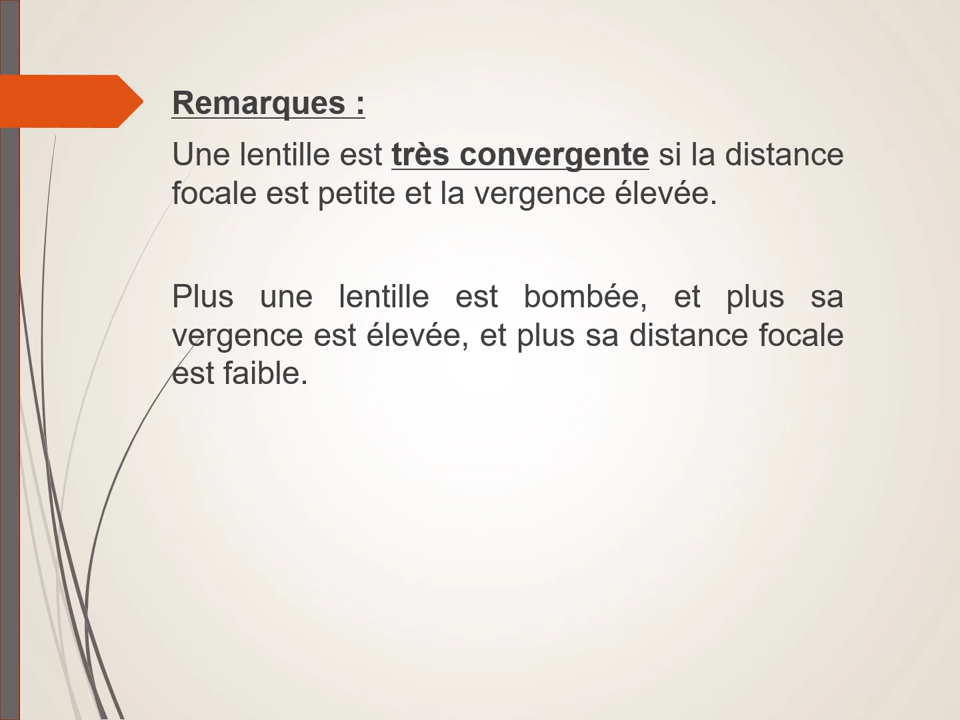 Remarques :
Une lentille est très convergente si la distance
focale est petite et la vergence élevée.
Plus une lentille est bombée, et plus sa
vergence est élevée, et plus sa distance focale
est faible.